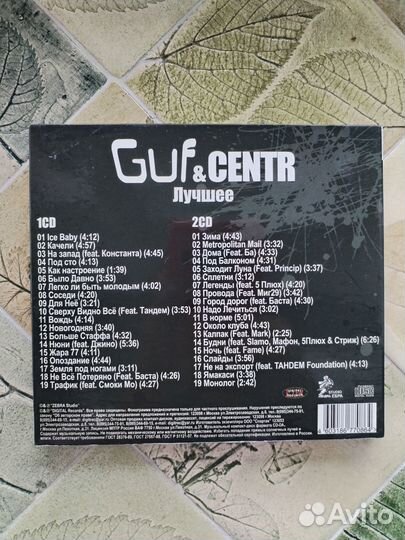 Guf & CENTR
Лучшее
1CD
01 Ice Baby (4:12)
02 Качели (4:57)
03 На запад (feat. Константа) (4:45)
04 Под сто (4:13)
05 Как настроение (1:39)
06 Было Давно (3:53)
07 Легко ли быть молодым (4:02)
08 Соседи (4:20)
09 Для Неё (3:21)
10 Сверху Видно Всё (Feat. Тандем) (3:53)
11 Вождь (4:14)
12 Новогодняя (3:40)
13 Больше Стаффа (4:32)
14 Нюни (feat. Джино) (5:36)
15 Жара 77 (4:11)
16 Опоздание (4:44)
17 Земля под ногами (3:11)
18 Не Всё Потеряно (Feat. Баста) (4:26)
19 Трафик (feat. Смоки Мо) (4:27)
2CD
01 Зима (4:43)
02 Metropolitan Mail (3:32)
03 Дома (Feat. Ба) (4:33)
04 Под Балконом (4:31)
05 Заходит Луна (Feat. Princip) (3:37)
06 Сплетни (3:12)
07 Легенды (feat. 5 Плюх) (4:20)
08 Провода (Feat. Миг29) (3:42)
09 Город дорог (feat. Баста) (4:30)
10 Надо Лечиться (3:02)
11 В норме (5:01)
12 Около клуба (4:43)
13 Калпак (Feat. Mark) (2:25)
14 Будни (feat. Slamo, Мафон, 5Плюх & Стриж) (6:26)
15 Ночь (feat. Fame) (4:27)
16 Слайды (3:56)
17 Не на экспорт (feat. ТАНДЕМ Foundation) (4:13)
18 Ямакаси (3:38)
19 Монолог (2:42)
Avito